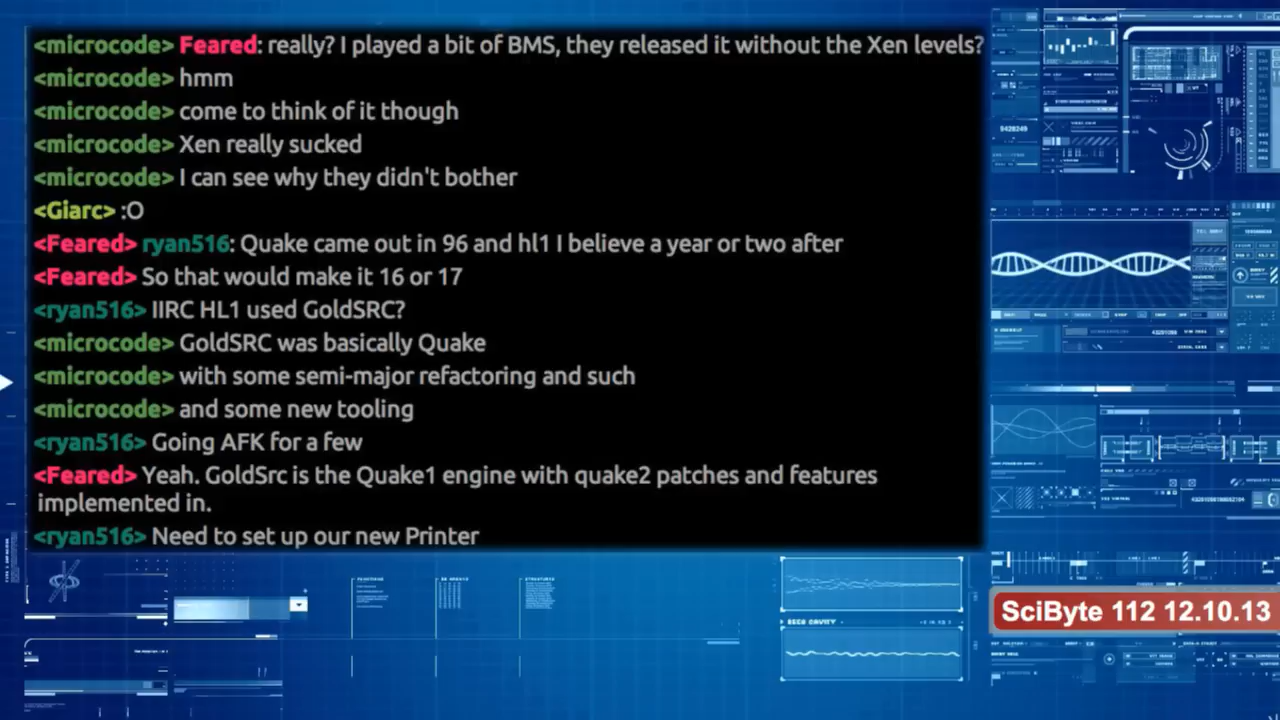 <microcode> Feared: really? I played a bit of BMS, they released it without the Xen levels?
<microcode> hmm
<microcode> come to think of it though
<microcode> Xen really sucked
<microcode> I can see why they didn't bother
<Giarc> :O
<Feared> ryan516: Quake came out in 96 and hl1 I believe a year or two after
<Feared> So that would make it 16 or 17
<ryan516> IIRC HL1 used GoldSRC?
<microcode> GoldSRC was basically Quake
<microcode> with some semi-major refactoring and such
<microcode> and some new tooling
<ryan516> Going AFK for a few
<Feared> Yeah. GoldSrc is the Quake1 engine with quake2 patches and features
implemented in.
<ryan516> Need to set up our new Printer
SciByte 112 12.10.13